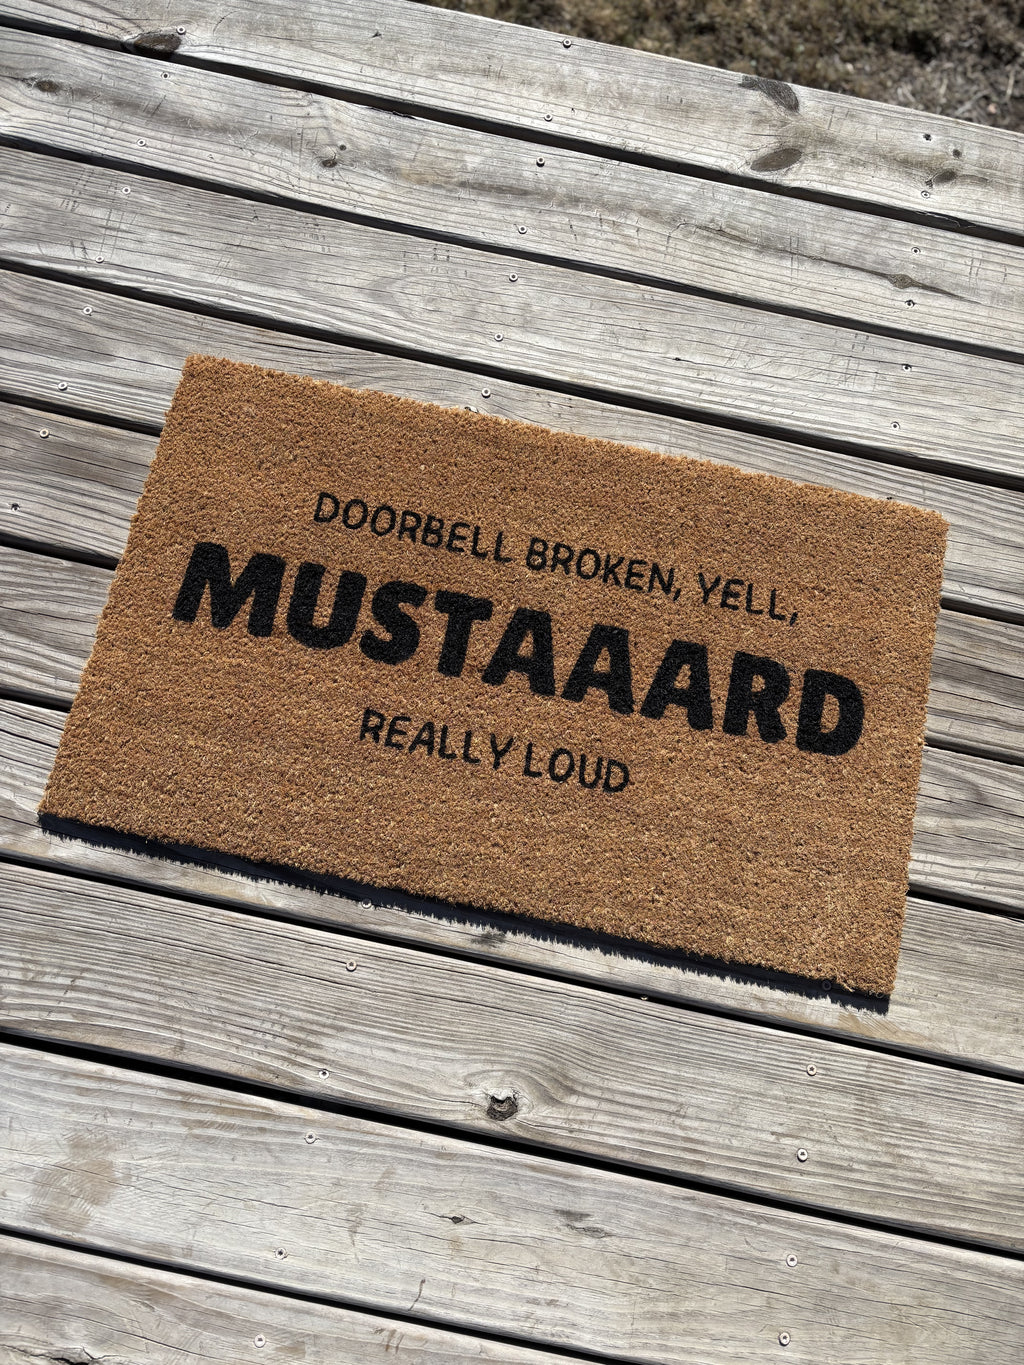 DOORBELL BROKEN, YELL,
MUSTAAARD
REALLY LOUD